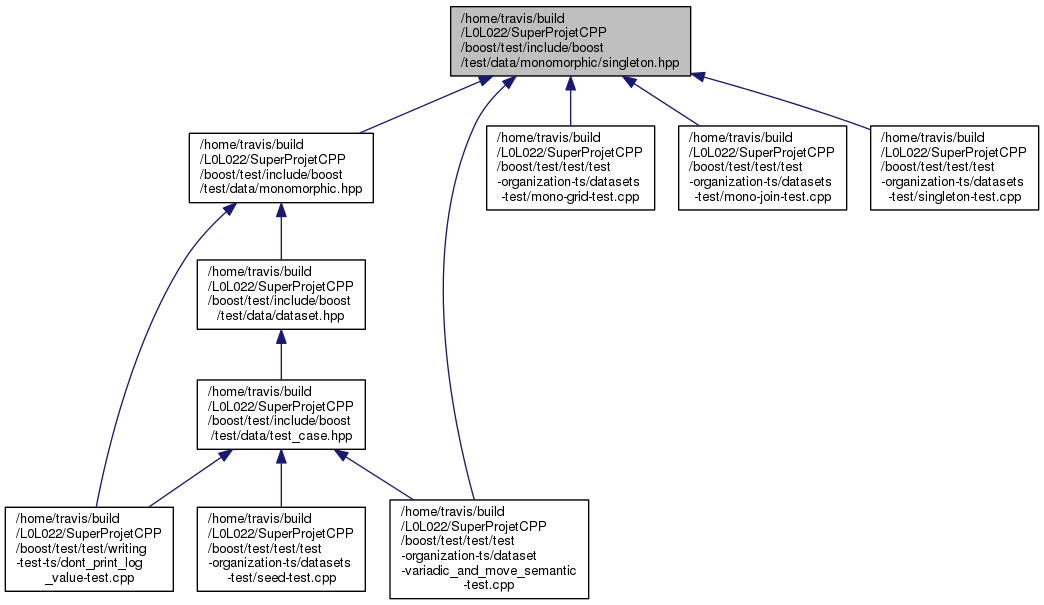 /home/travis/build
/L0L022/SuperProjetCPP
/boost/test/include/boost
/test/data/monomorphic/singleton.hpp
/home/travis/build
/L0L022/SuperProjetCPP
/boost/test/include/boost
/test/data/monomorphic.hpp
/home/travis/build
/L0L022/SuperProjetCPP
/boost/test/test/test
-organization-ts/datasets
-test/mono-grid-test.cpp
/home/travis/build
/L0L022/SuperProjetCPP
/boost/test/test/test
-organization-ts/datasets
-test/mono-join-test.cpp
/home/travis/build
/L0L022/SuperProjetCPP
/boost/test/test/test
-organization-ts/datasets
-test/singleton-test.cpp
/home/travis/build
/L0L022/SuperProjetCPP
/boost/test/include/boost
/test/data/dataset.hpp
/home/travis/build
/L0L022/SuperProjetCPP
/boost/test/include/boost
/test/data/test_case.hpp
/home/travis/build
/L0L022/SuperProjetCPP
/boost/test/test/writing
-test-ts/dont_print_log
_value-test.cpp
/home/travis/build
/L0L022/SuperProjetCPP
/boost/test/test/test
-organization-ts/datasets
-test/seed-test.cpp
/home/travis/build
/L0L022/SuperProjetCPP
/boost/test/test/test
-organization-ts/dataset
-variadic_and_move_semantic
-test.cpp